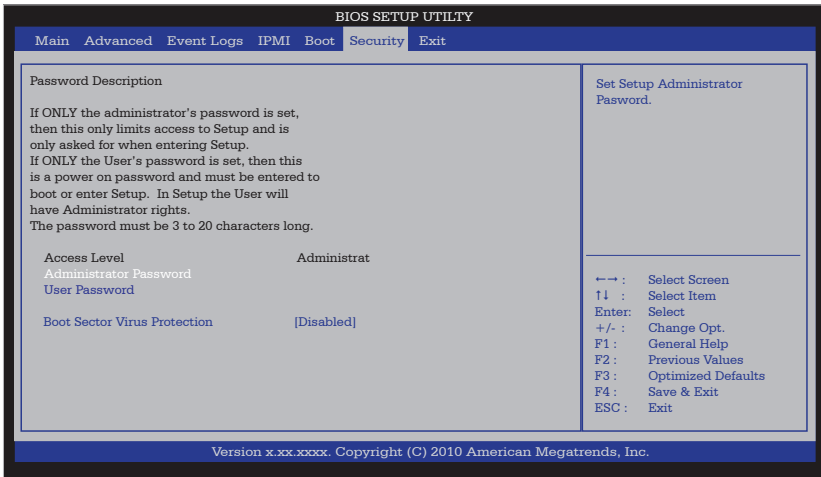 BIOS SETUP UTILTY
Main Advanced Event Logs IPMI Boot Security Exit
Password Description
If ONLY the administrator's password is set,
then this only limits access to Setup and is
only asked for when entering Setup.
If ONLY the User's password is set, then this
is a power on password and must be entered to
boot or enter Setup. In Setup the User will
have Administrator rights.
The password must be 3 to 20 characters long.
Access Level Administrat
Administrator Password
User Password
Boot Sector Virus Protection [Disabled]
Set Setup Administrator
Pasword.
←→ : Select Screen
↑↓ : Select Item
Enter: Select
+/- : Change Opt.
F1 : General Help
F2 : Previous Values
F3 : Optimized Defaults
F4 : Save & Exit
ESC : Exit
Version x.xx.xxxx. Copyright (C) 2010 American Megatrends, Inc.